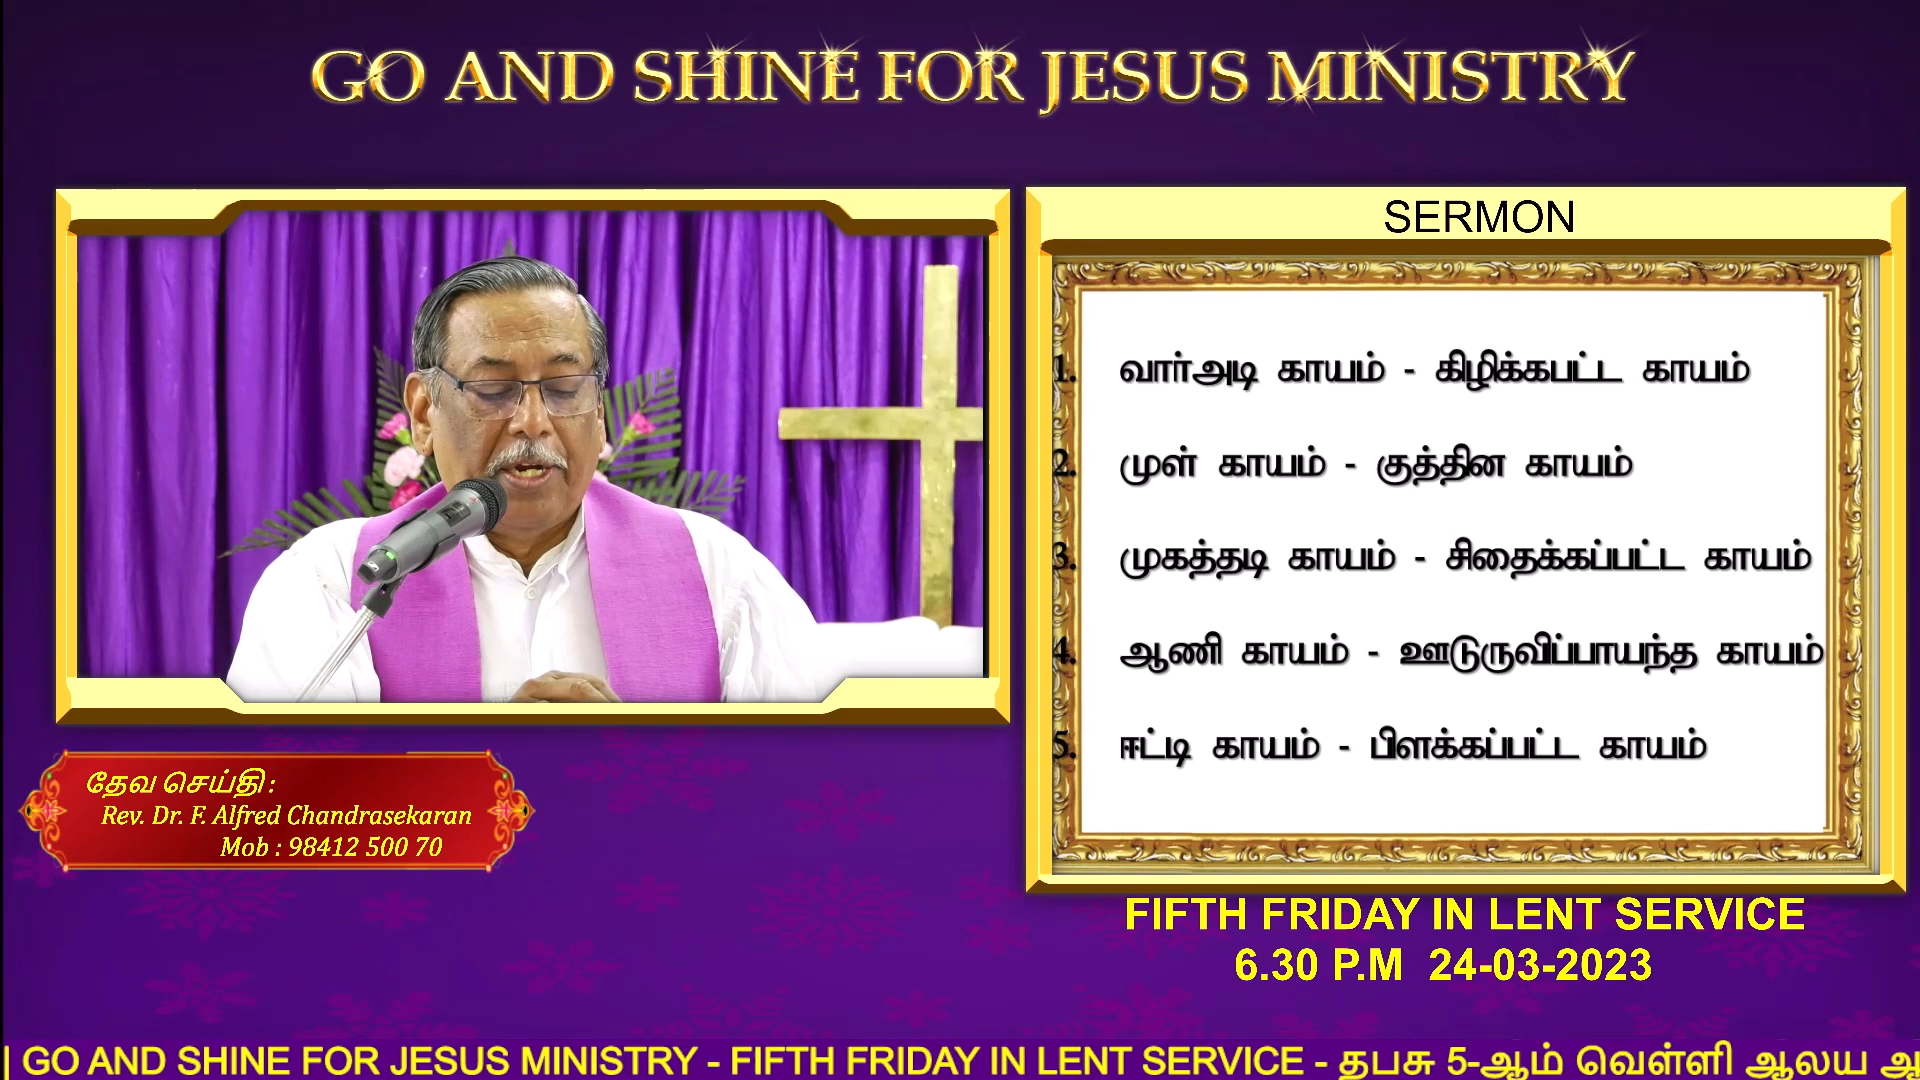 GO AND SHINE FOR JESUS MINISTRY
SERMON
1. வார்அடி காயம் - கிழிக்கபட்ட காயம்
2. முள் காயம் - குத்தின காயம்
3. முகத்தடி காயம் - சிதைக்கப்பட்ட காயம்
4. ஆணி காயம் - ஊடுருவிப்பாயந்த காயம்
5. ஈட்டி காயம் - பிளக்கப்பட்ட காயம்
தேவ செய்தி :
Rev. Dr. F. Alfred Chandrasekaran
Mob : 98412 500 70
FIFTH FRIDAY IN LENT SERVICE
6.30 P.M 24-03-2023
| GO AND SHINE FOR JESUS MINISTRY - FIFTH FRIDAY IN LENT SERVICE - தபசு 5-ஆம் வெள்ளி ஆலய